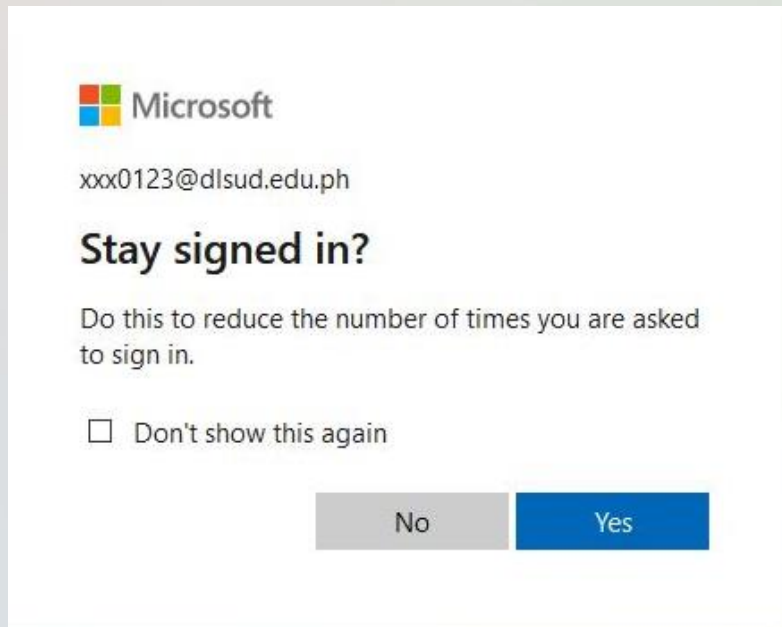 Microsoft
xxx0123@dlsud.edu.ph
Stay signed in?
Do this to reduce the number of times you are asked
to sign in.
Don't show this again
No Yes